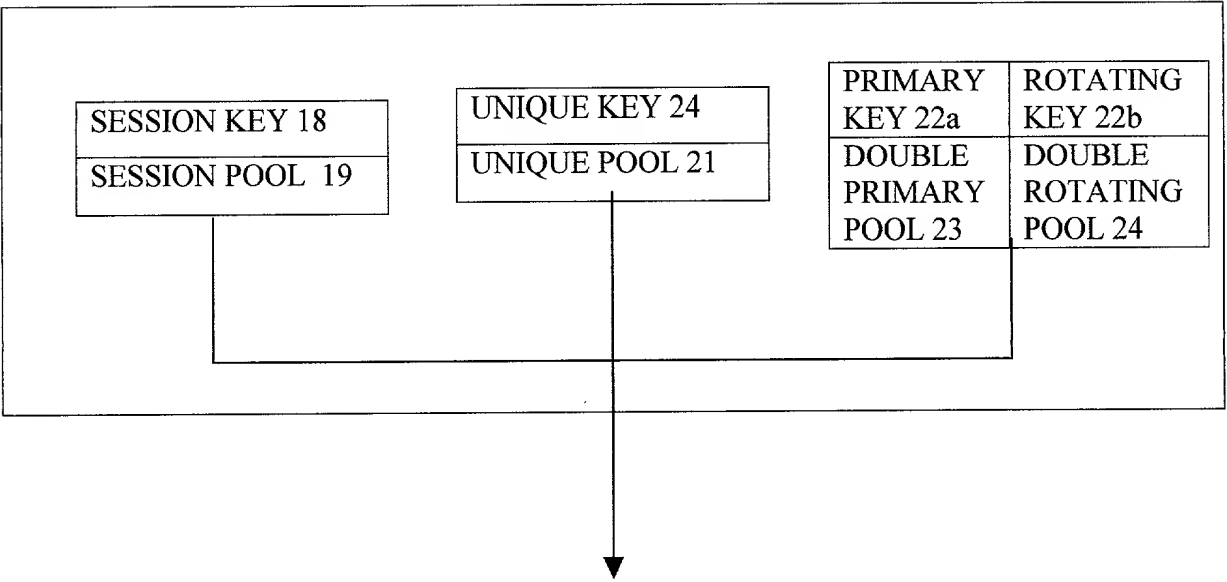 SESSION KEY 18
SESSION POOL 19
UNIQUE KEY 24
UNIQUE POOL 21
PRIMARY
KEY 22a
ROTATING
KEY 22b
DOUBLE
PRIMARY
POOL 23
DOUBLE
ROTATING
POOL 24